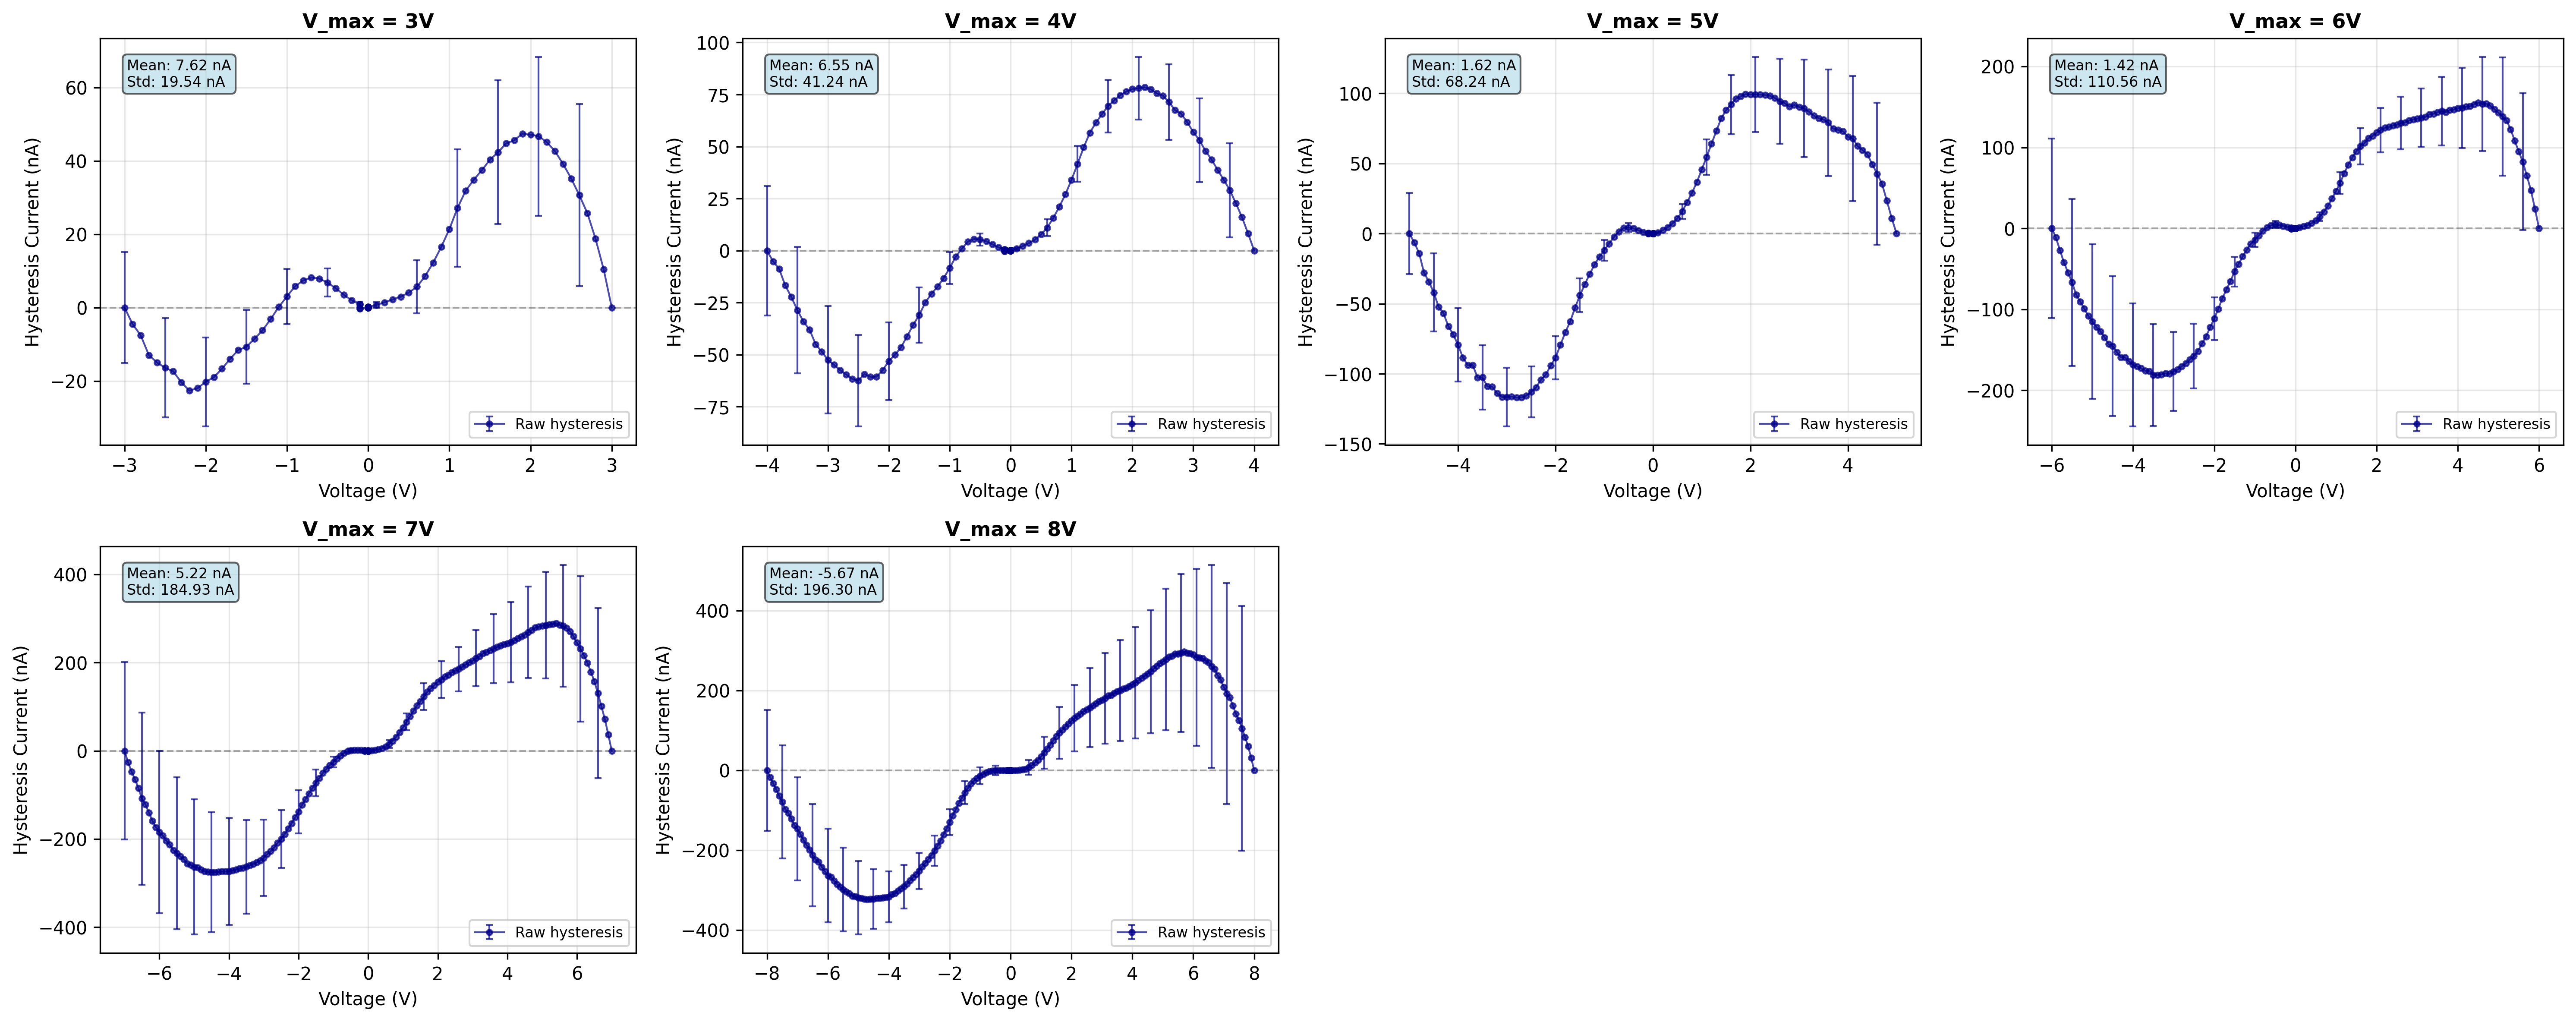 V_max = 3V
Mean: 7.62 nA
Std: 19.54 nA
Hysteresis Current (nA)
60
40
20
0
−20
−3
−2
−1
0
1
2
3
Voltage (V)
Raw hysteresis
V_max = 4V
Mean: 6.55 nA
Std: 41.24 nA
Hysteresis Current (nA)
100
75
50
25
0
−25
−50
−75
−4
−3
−2
−1
0
1
2
3
4
Voltage (V)
Raw hysteresis
V_max = 5V
Mean: 1.62 nA
Std: 68.24 nA
Hysteresis Current (nA)
100
50
0
−50
−100
−150
−4
−2
0
2
4
Voltage (V)
Raw hysteresis
V_max = 6V
Mean: 1.42 nA
Std: 110.56 nA
Hysteresis Current (nA)
200
100
0
−100
−200
−6
−4
−2
0
2
4
6
Voltage (V)
Raw hysteresis
V_max = 7V
Mean: 5.22 nA
Std: 184.93 nA
Hysteresis Current (nA)
400
200
0
−200
−400
−6
−4
−2
0
2
4
6
Voltage (V)
Raw hysteresis
V_max = 8V
Mean: -5.67 nA
Std: 196.30 nA
Hysteresis Current (nA)
400
200
0
−200
−400
−8
−6
−4
−2
0
2
4
6
8
Voltage (V)
Raw hysteresis